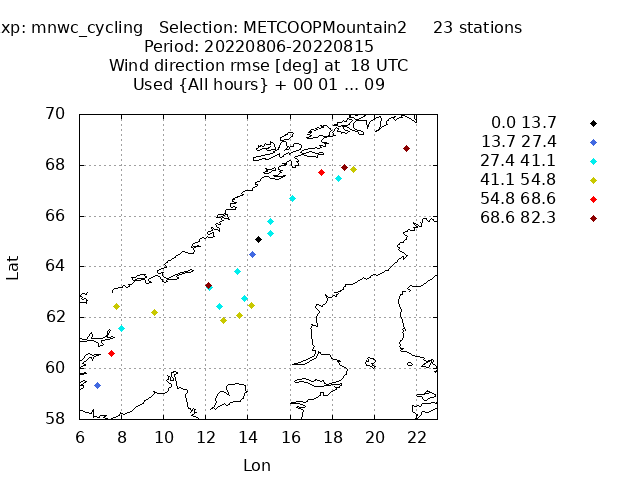 xp: mnwc_cycling Selection: METCOOPMountain2 23 stations
Period: 20220806-20220815
Wind direction rmse [deg] at 18 UTC
Used {All hours} + 00 01 ... 09
70
68
66
64
62
60
58
Lat
6 8 10 12 14 16 18 20 22
Lon
0.0 13.7
13.7 27.4
27.4 41.1
41.1 54.8
54.8 68.6
68.6 82.3